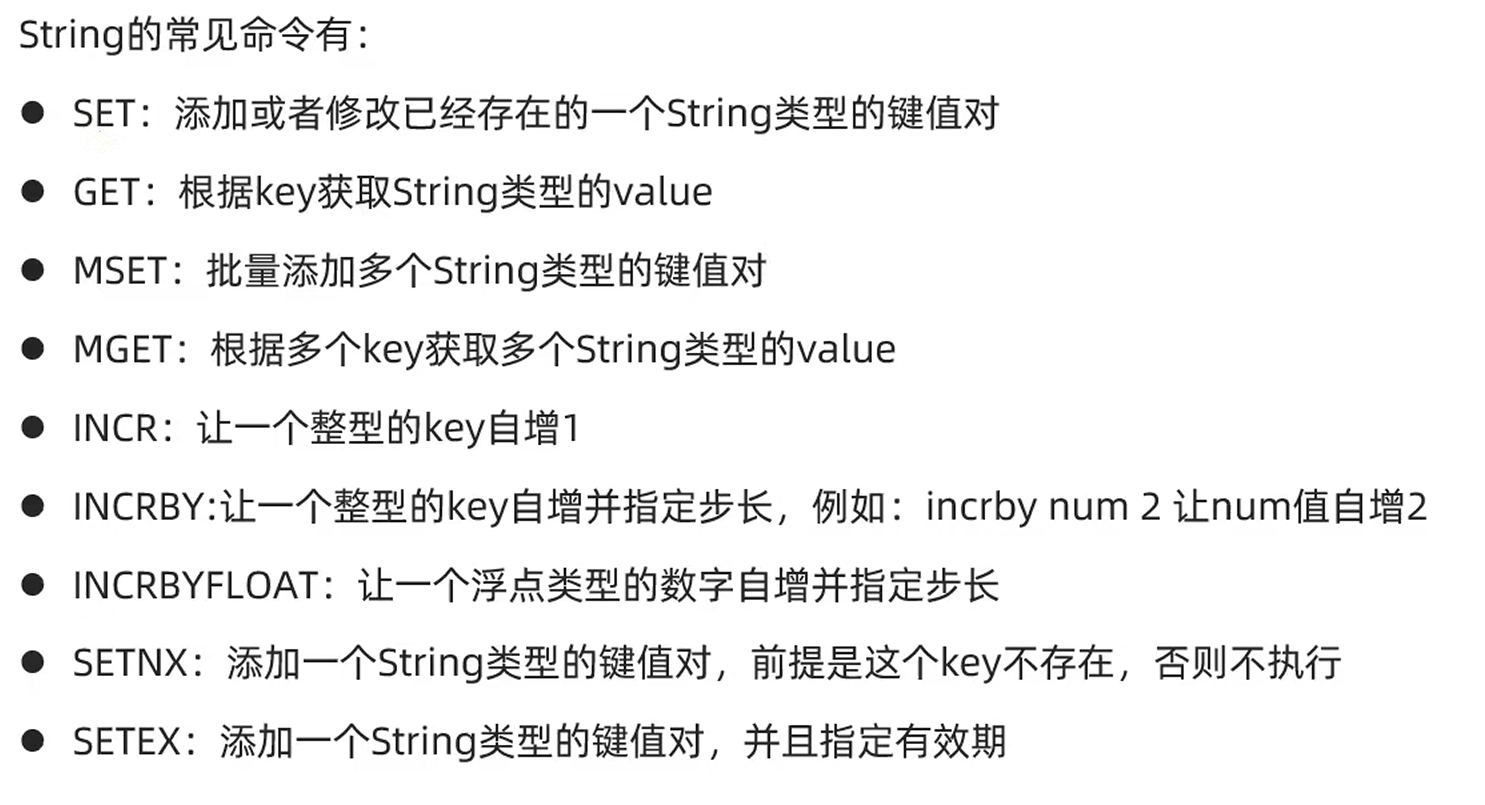 String的常见命令有：
● SET：添加或者修改已经存在的一个String类型的键值对
● GET：根据key获取String类型的value
● MSET：批量添加多个String类型的键值对
● MGET：根据多个key获取多个String类型的value
● INCR：让一个整型的key自增1
● INCRBY:让一个整型的key自增并指定步长，例如：incrby num 2 让num值自增2
● INCRBYFLOAT：让一个浮点类型的数字自增并指定步长
● SETNX：添加一个String类型的键值对，前提是这个key不存在，否则不执行
● SETEX：添加一个String类型的键值对，并且指定有效期